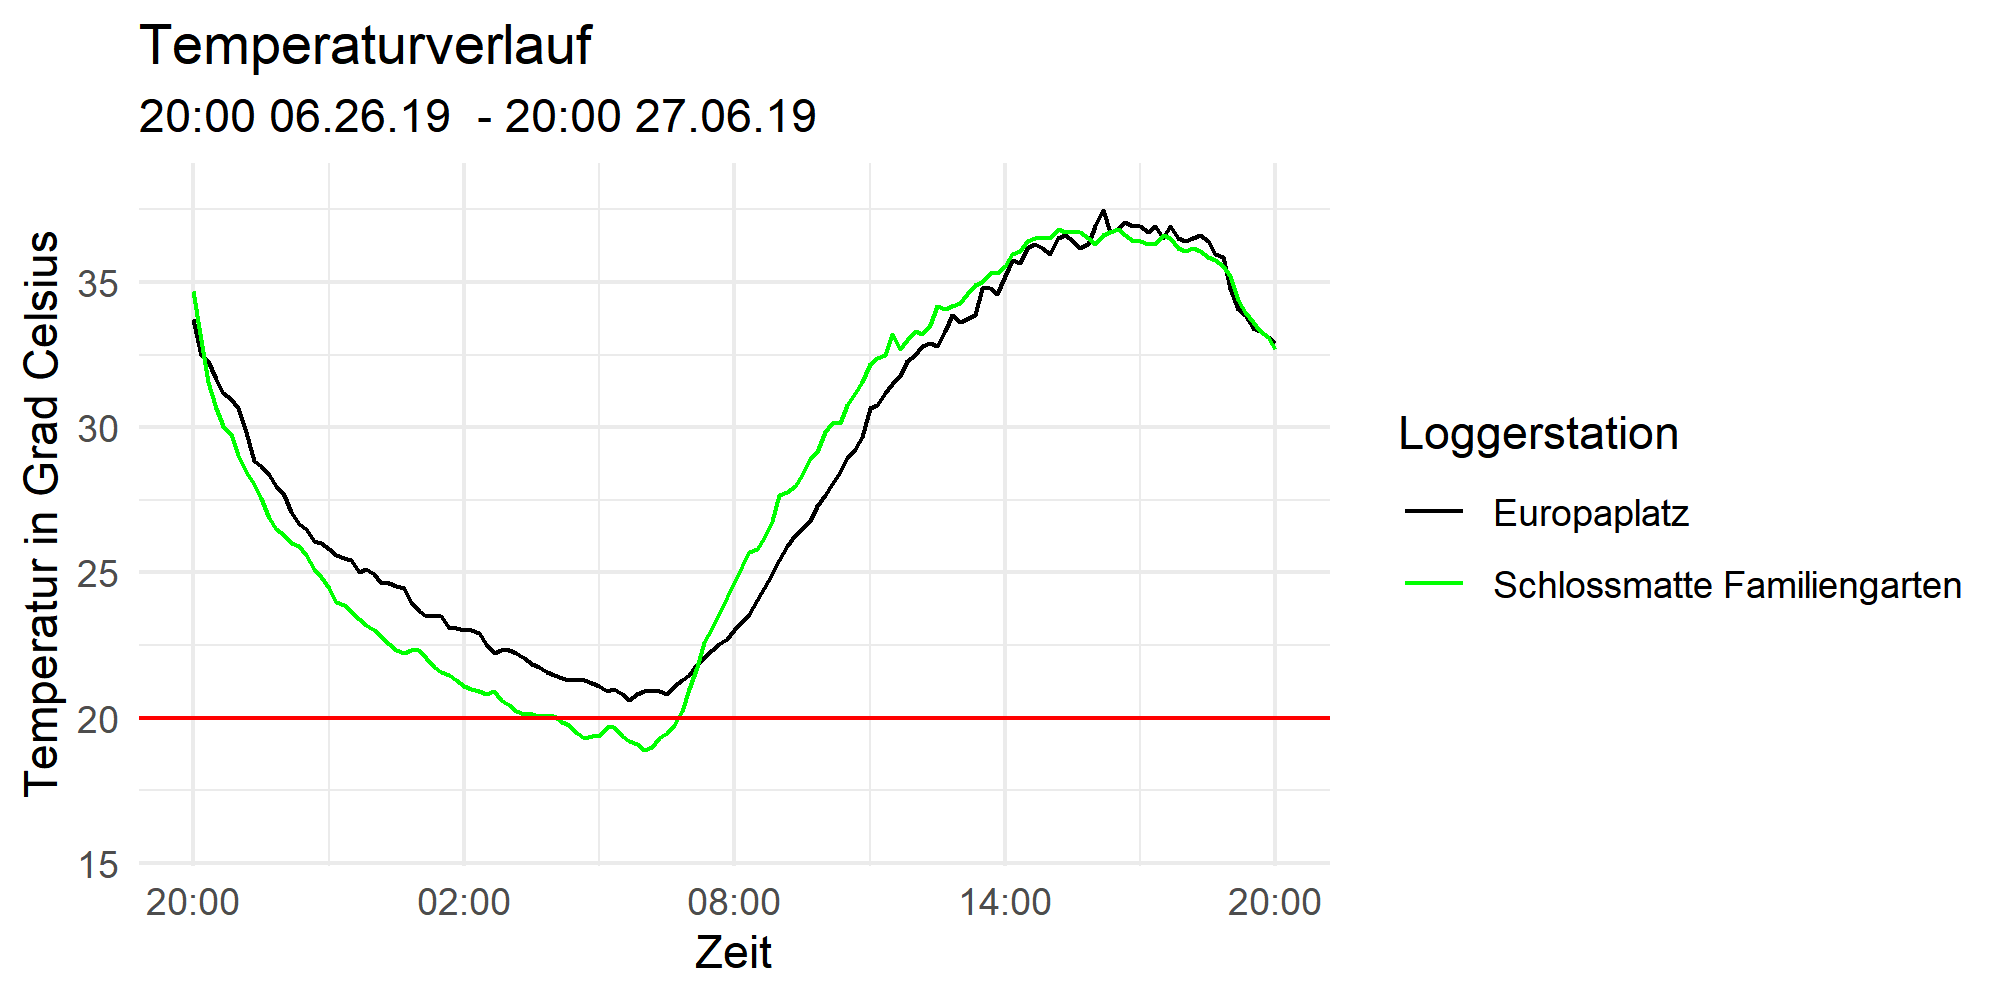 Temperaturverlauf
20:00 06.26.19  - 20:00 27.06.19
Temperatur in Grad Celsius
35
30
25
20
15
20:00
02:00
08:00
14:00
20:00
Zeit
Loggerstation
Europaplatz
Schlossmatte Familiengarten